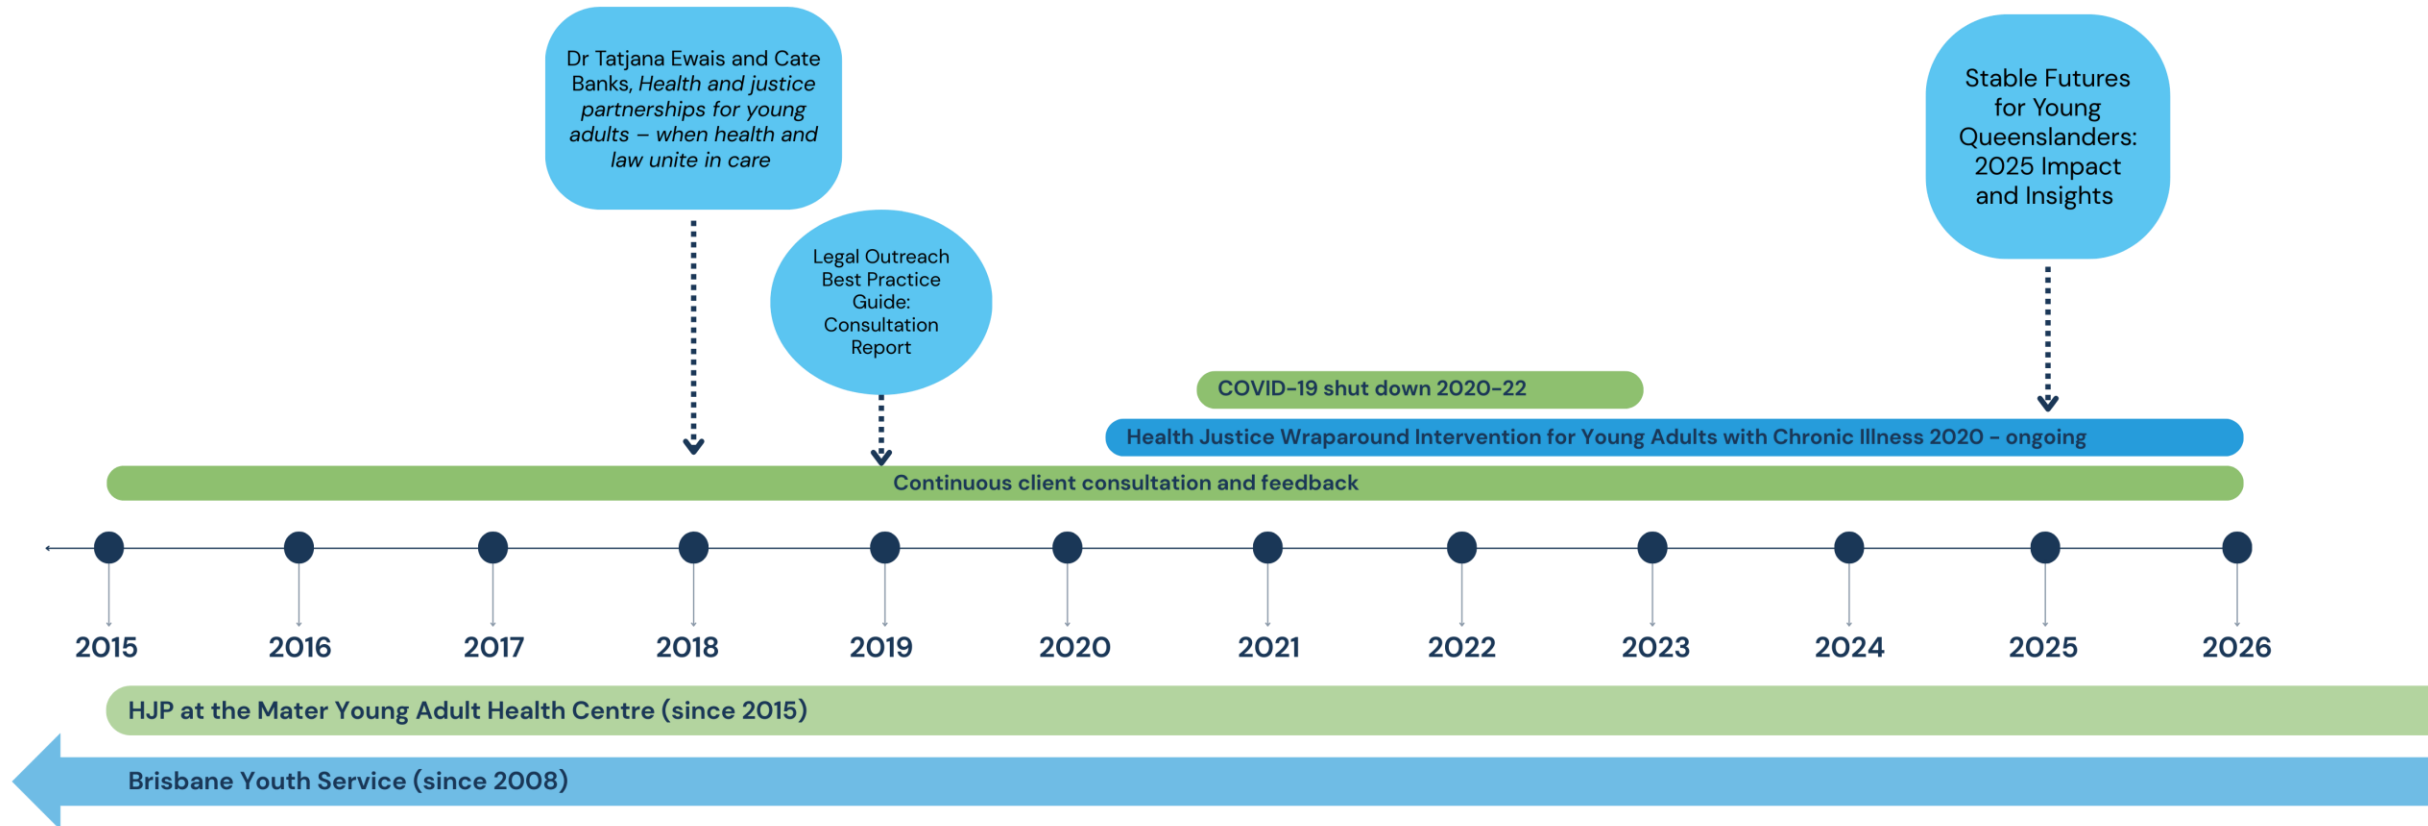 Dr Tatjana Ewais and Cate
Banks, Health and justice
partnerships for young
adults – when health and
law unite in care
Legal Outreach
Best Practice
Guide:
Consultation
Report
Stable Futures
for Young
Queenslanders:
2025 Impact
and Insights
COVID-19 shut down 2020-22
Health Justice Wraparound Intervention for Young Adults with Chronic Illness 2020 - ongoing
Continuous client consultation and feedback
2015 2016 2017 2018 2019 2020 2021 2022 2023 2024 2025 2026
HJP at the Mater Young Adult Health Centre (since 2015)
Brisbane Youth Service (since 2008)